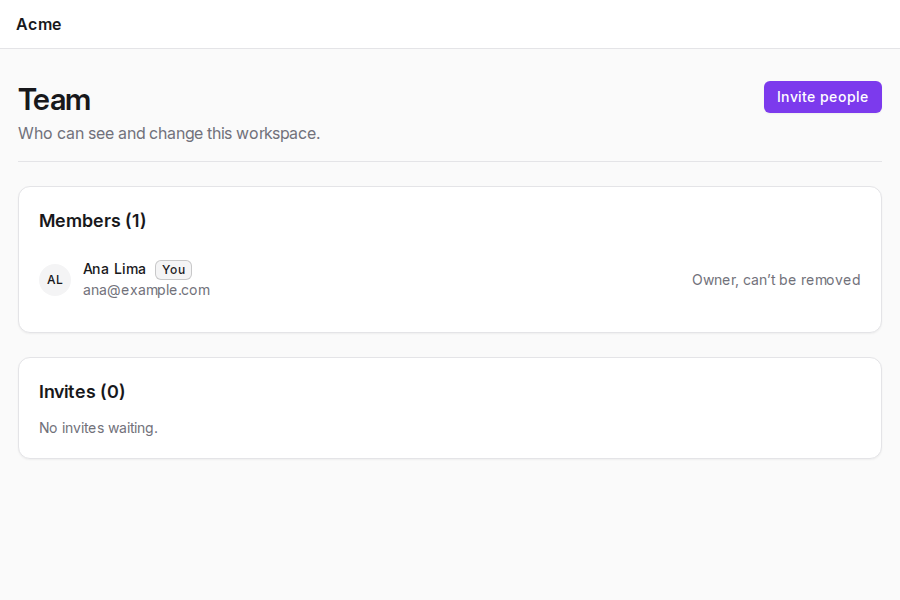 Acme
Team
Invite people
Who can see and change this workspace.
Members (1)
AL
Ana Lima You
ana@example.com
Owner, can’t be removed
Invites (0)
No invites waiting.